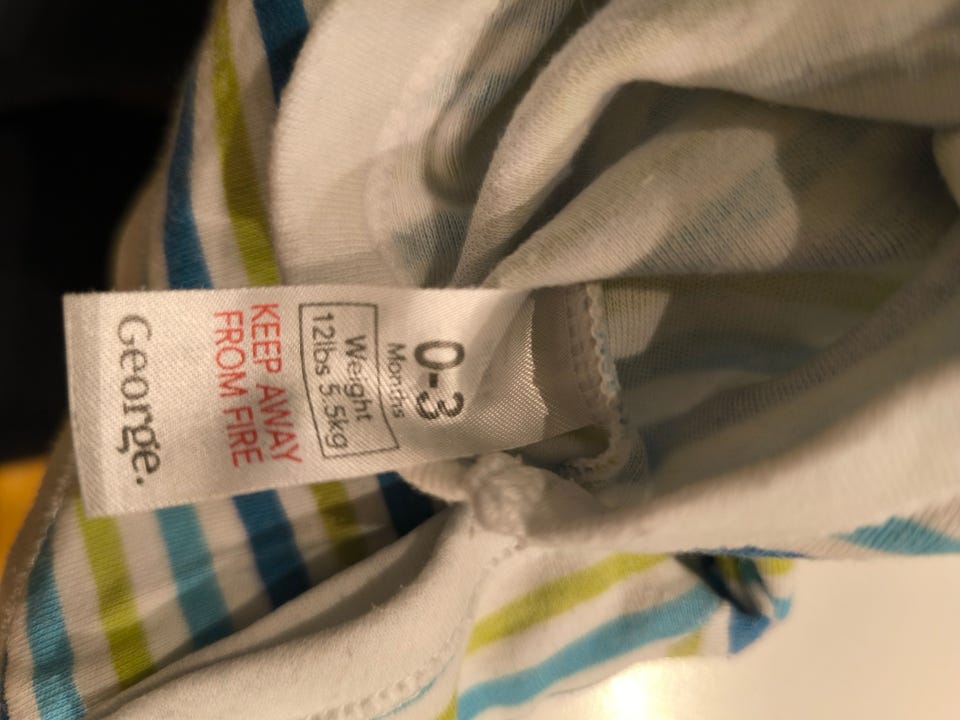 0-3
Months
Weight
12lbs 5.5kg
KEEP AWAY
FROM FIRE
George.